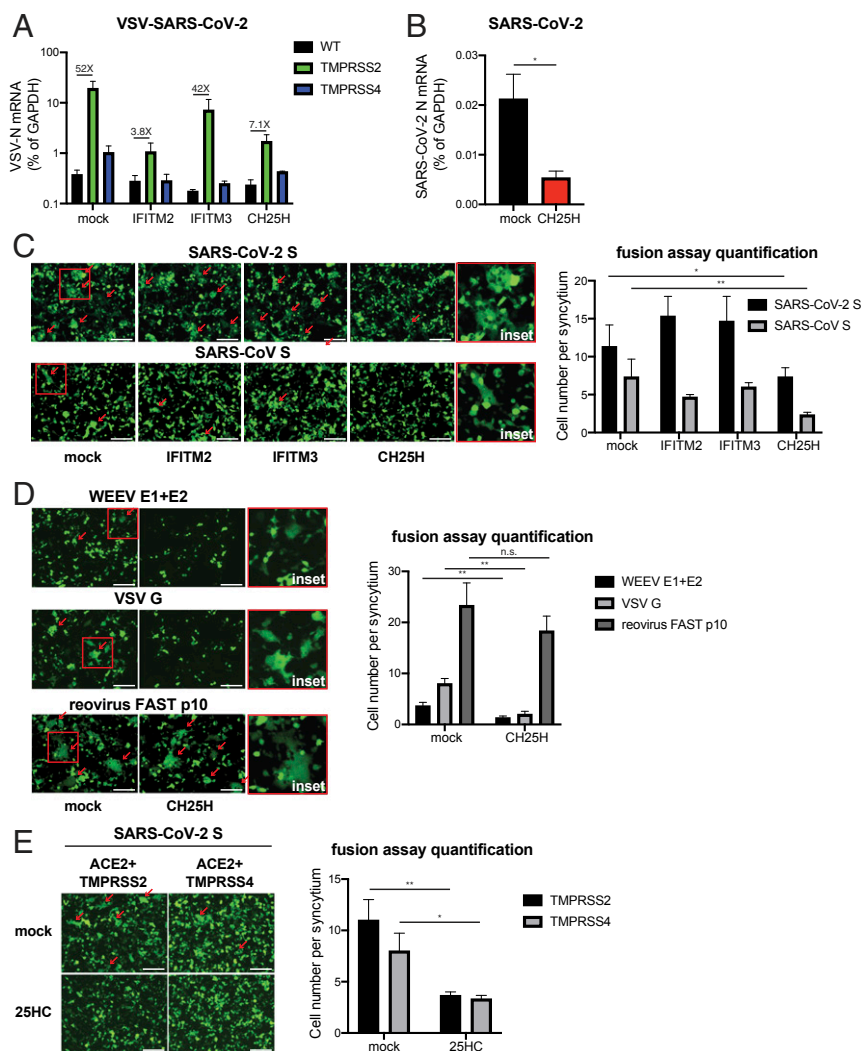 A
VSV-SARS-CoV-2
VSV-N mRNA
(% of GAPDH)
100
10
1
0.1
52X
3.8X
42X
7.1X
mock
IFITM2
IFITM3
CH25H
WT
TMPRSS2
TMPRSS4
B
SARS-CoV-2
SARS-CoV-2 N mRNA
(% of GAPDH)
0.03
0.02
0.01
0.00
*
mock
CH25H
C
SARS-CoV-2 S
inset
SARS-CoV S
inset
mock
IFITM2
IFITM3
CH25H
fusion assay quantification
Cell number per syncytium
20
15
10
5
0
*
**
mock
IFITM2
IFITM3
CH25H
SARS-CoV-2 S
SARS-CoV S
D
WEEV E1+E2
inset
VSV G
inset
reovirus FAST p10
inset
mock
CH25H
fusion assay quantification
Cell number per syncytium
30
20
10
0
n.s.
**
**
mock
CH25H
WEEV E1+E2
VSV G
reovirus FAST p10
E
SARS-CoV-2 S
ACE2+
TMPRSS2
ACE2+
TMPRSS4
mock
25HC
fusion assay quantification
Cell number per syncytium
15
10
5
0
**
*
mock
25HC
TMPRSS2
TMPRSS4